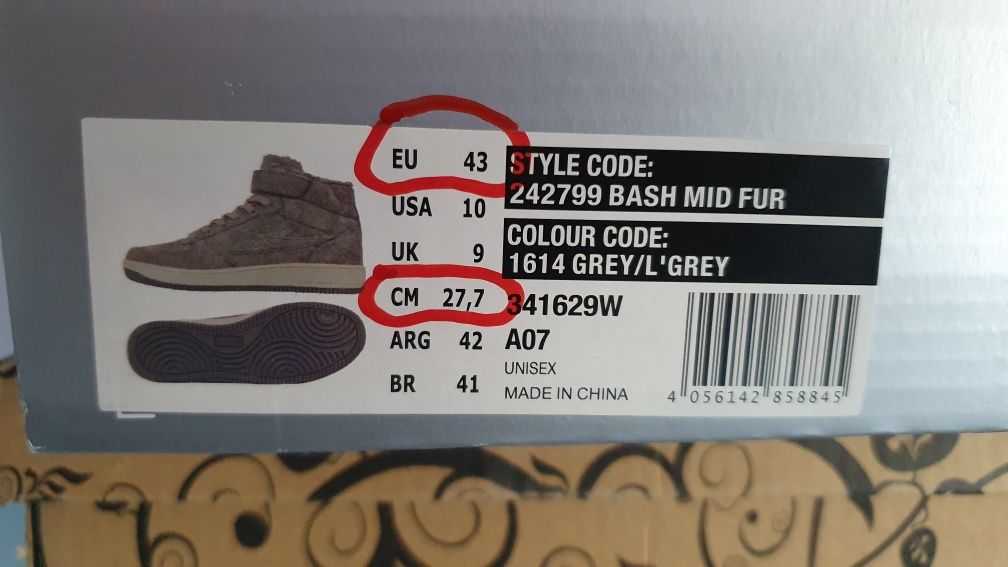 EU 43
USA 10
UK 9
CM 27,7
ARG 42
BR 41
STYLE CODE:
242799 BASH MID FUR
COLOUR CODE:
1614 GREY/L'GREY
341629W
A07
UNISEX
MADE IN CHINA
4 056142 858845